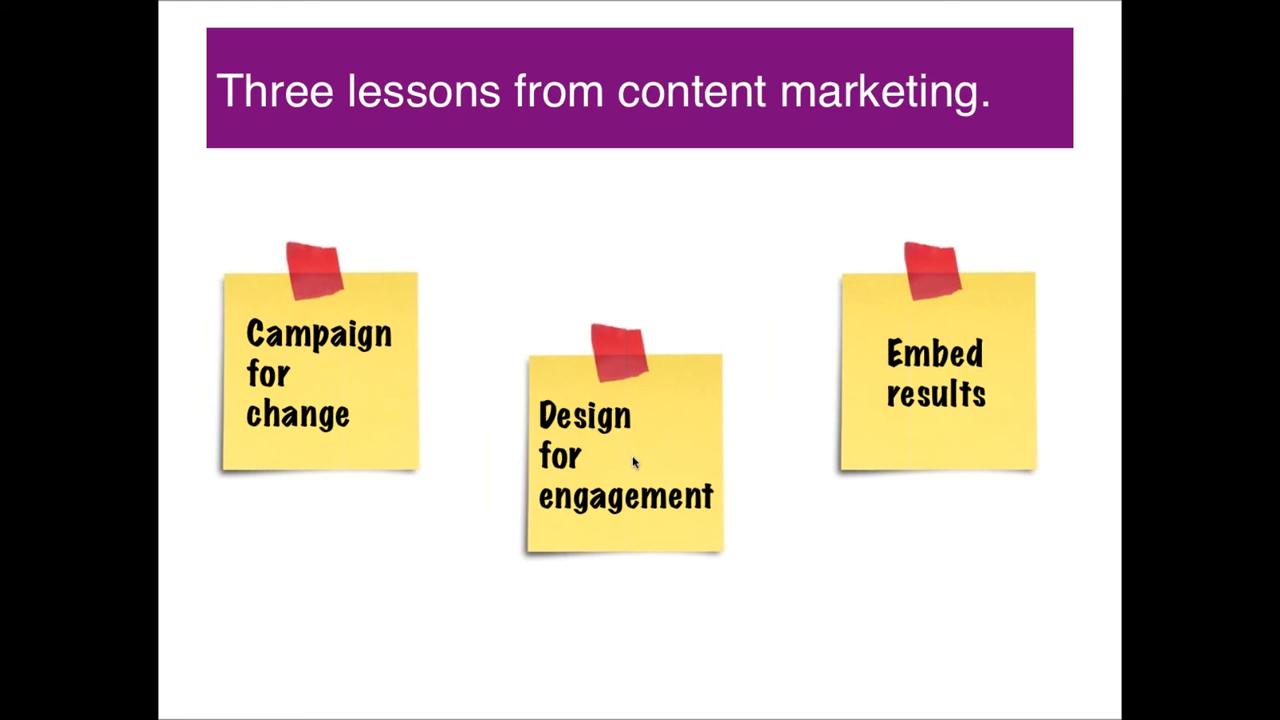 Three lessons from content marketing.
Campaign
for
change
Design
for
engagement
Embed
results